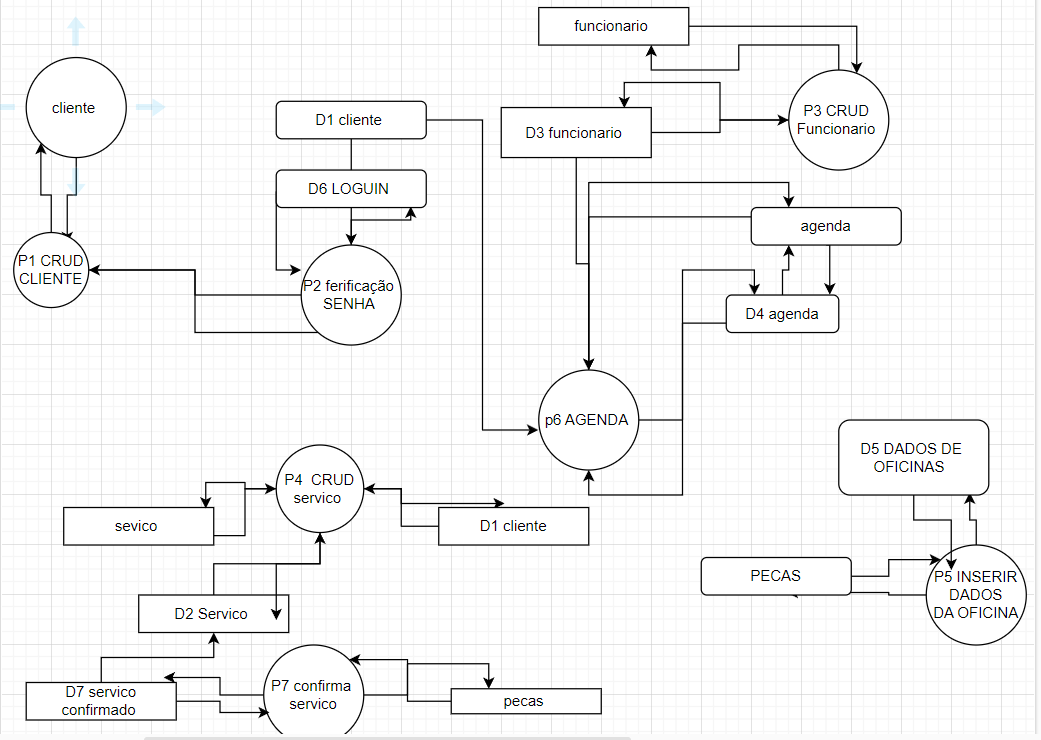 funcionario
cliente
P3 CRUD
Funcionario
D1 cliente
D3 funcionario
D6 LOGUIN
agenda
P1 CRUD
CLIENTE
P2 ferificação
SENHA
D4 agenda
p6 AGENDA
D5 DADOS DE
OFICINAS
P4 CRUD
servico
sevico
D1 cliente
PECAS
P5 INSERIR
DADOS
DA OFICINA
D2 Servico
D7 servico
confirmado
P7 confirma
servico
pecas